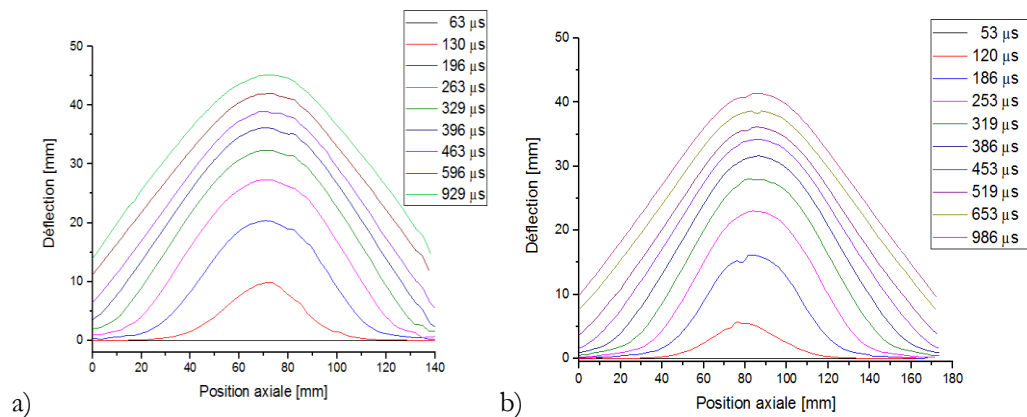 63 µs
130 µs
196 µs
263 µs
329 µs
396 µs
463 µs
596 µs
929 µs
50
40
30
20
10
0
Déflection [mm]
0 20 40 60 80 100 120 140
Position axiale [mm]
a)
53 µs
120 µs
186 µs
253 µs
319 µs
386 µs
453 µs
519 µs
653 µs
986 µs
50
40
30
20
10
0
Déflection [mm]
0 20 40 60 80 100 120 140 160 180
Position axiale [mm]
b)